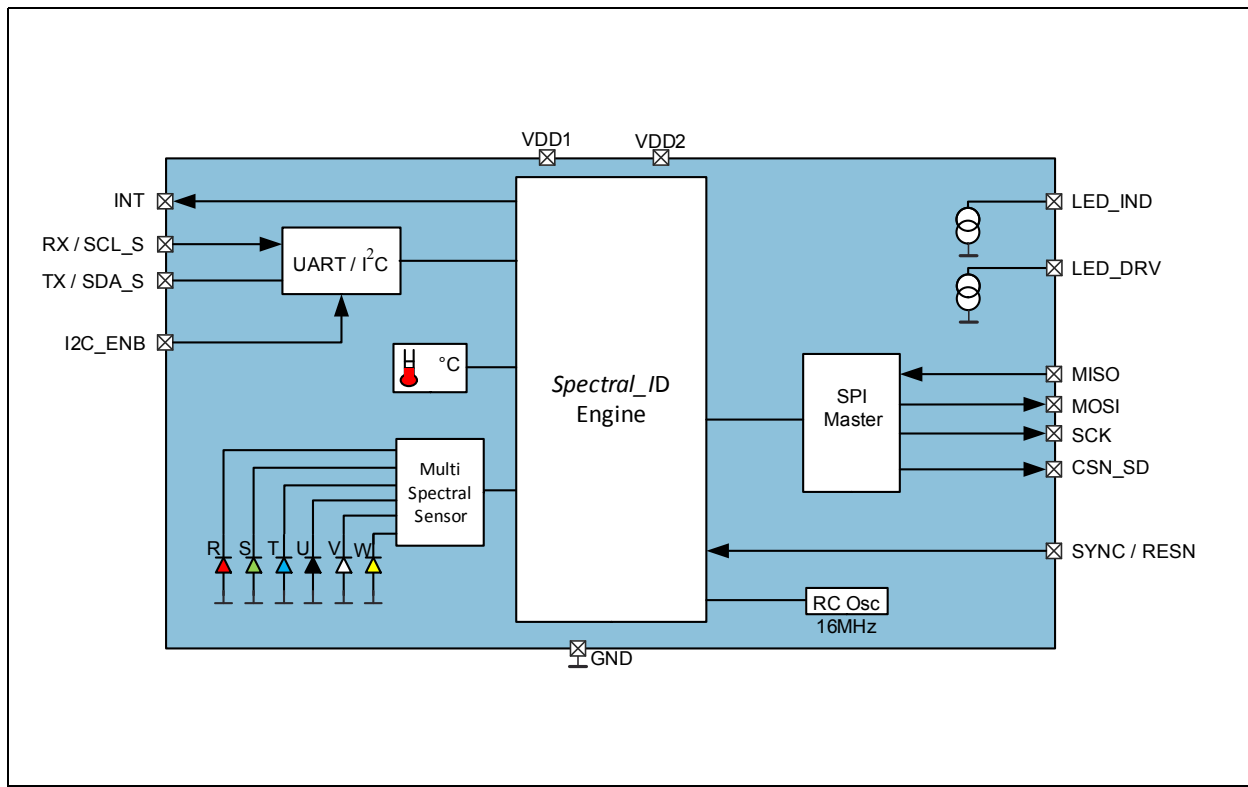 VDD1
VDD2
INT
RX / SCL_S
TX / SDA_S
I2C_ENB
UART / I²C
°C
Spectral_ID
Engine
Multi
Spectral
Sensor
R S T U V W
LED_IND
LED_DRV
SPI
Master
MISO
MOSI
SCK
CSN_SD
SYNC / RESN
RC Osc
16MHz
GND